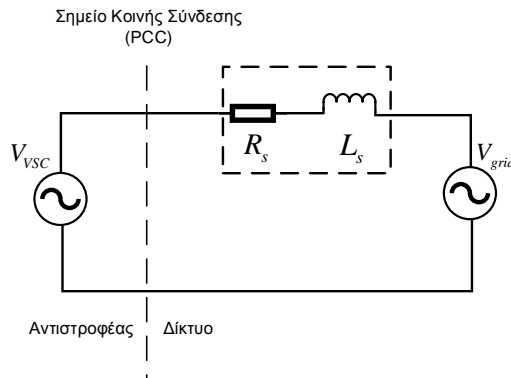 Σημείο Κοινής Σύνδεσης
(PCC)
V_VSC
R_s
L_s
V_grid
Αντιστροφέας
Δίκτυο